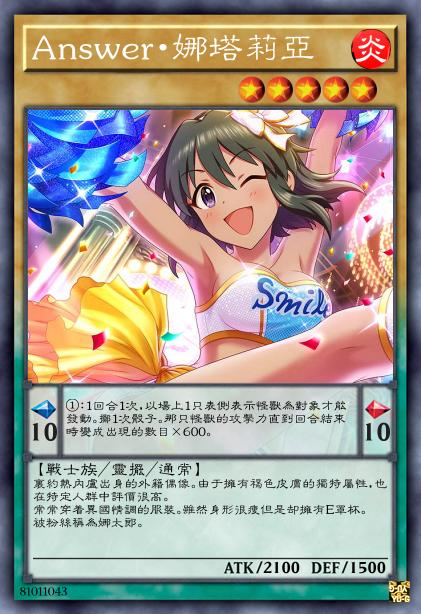 Answer・娜塔莉亞
炎
Smile
①:1回合1次,以場上1只表側表示怪獸為對象才能
發動。擲1次骰子。那只怪獸的攻擊力直到回合結束
時變成出現的數目×600。
10
10
【戰士族／靈擺／通常】
裏約熱內盧出身的外籍偶像。由于擁有褐色皮膚的獨特屬性,也
在特定人群中評價很高。
常常穿着異國情調的服裝。雖然身形很瘦但是卻擁有E罩杯。
被粉絲稱為娜太郎。
ATK/2100 DEF/1500
81011043